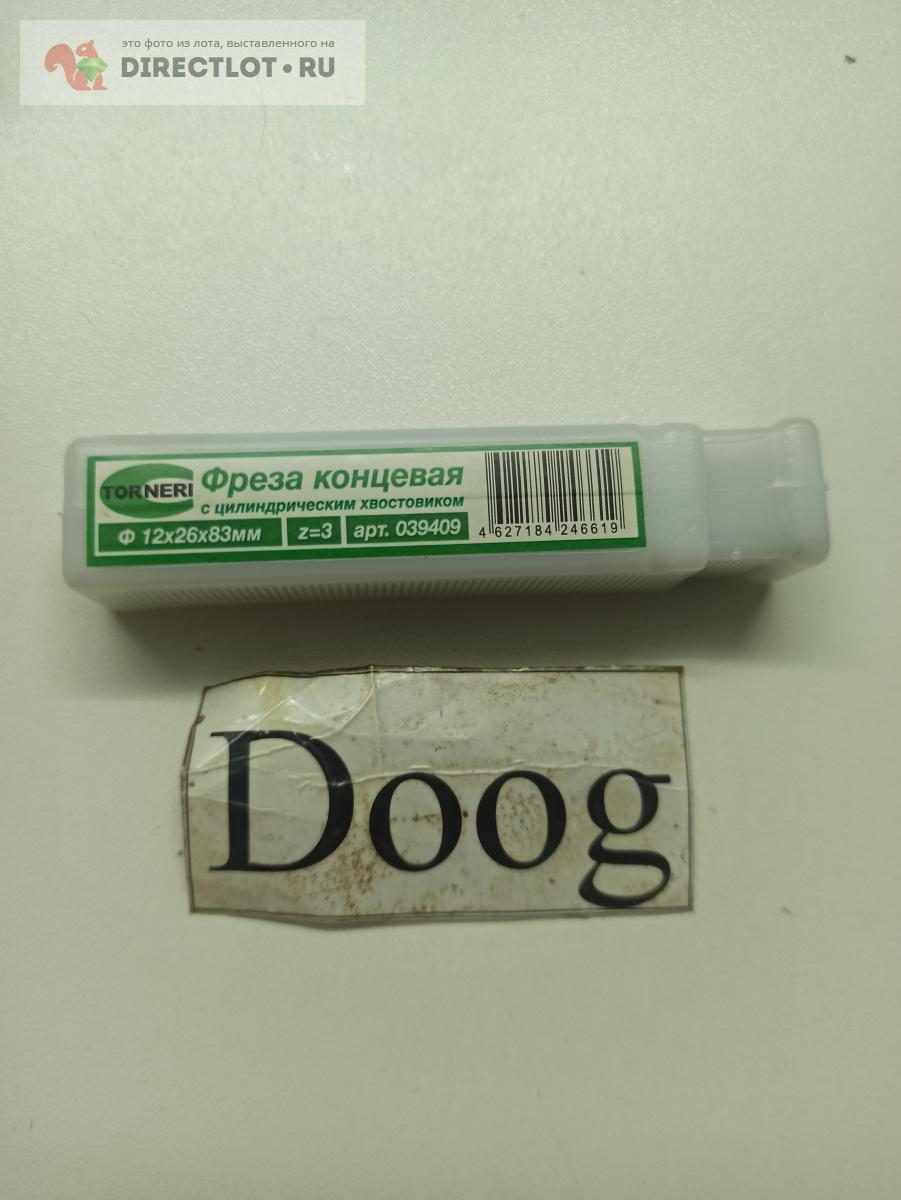 это фото из лота, выставленного на
DIRECTLOT•RU
TORNERI
Фреза концевая
с цилиндрическим хвостовиком
Ф 12х26х83мм z=3 арт. 039409
4 627184 246619
Doog